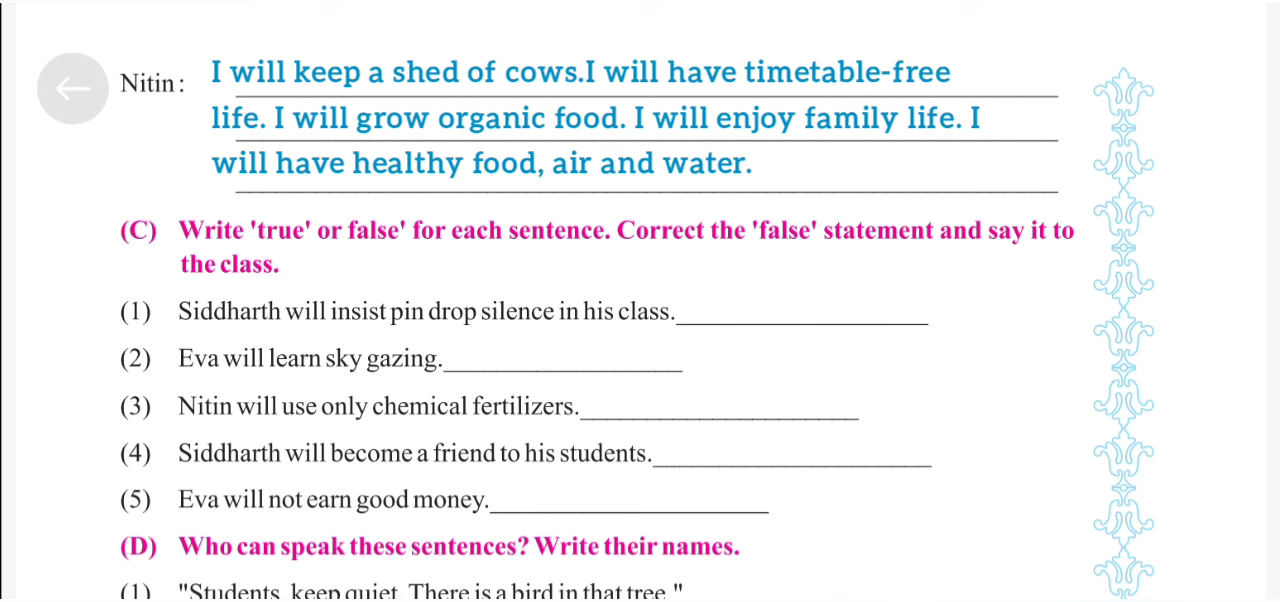 Nitin : I will keep a shed of cows.I will have timetable-free
life. I will grow organic food. I will enjoy family life. I
will have healthy food, air and water.
(C) Write 'true' or false' for each sentence. Correct the 'false' statement and say it to
the class.
(1) Siddharth will insist pin drop silence in his class.
(2) Eva will learn sky gazing.
(3) Nitin will use only chemical fertilizers.
(4) Siddharth will become a friend to his students.
(5) Eva will not earn good money.
(D) Who can speak these sentences? Write their names.
(1) "Students, keep quiet. There is a bird in that tree."